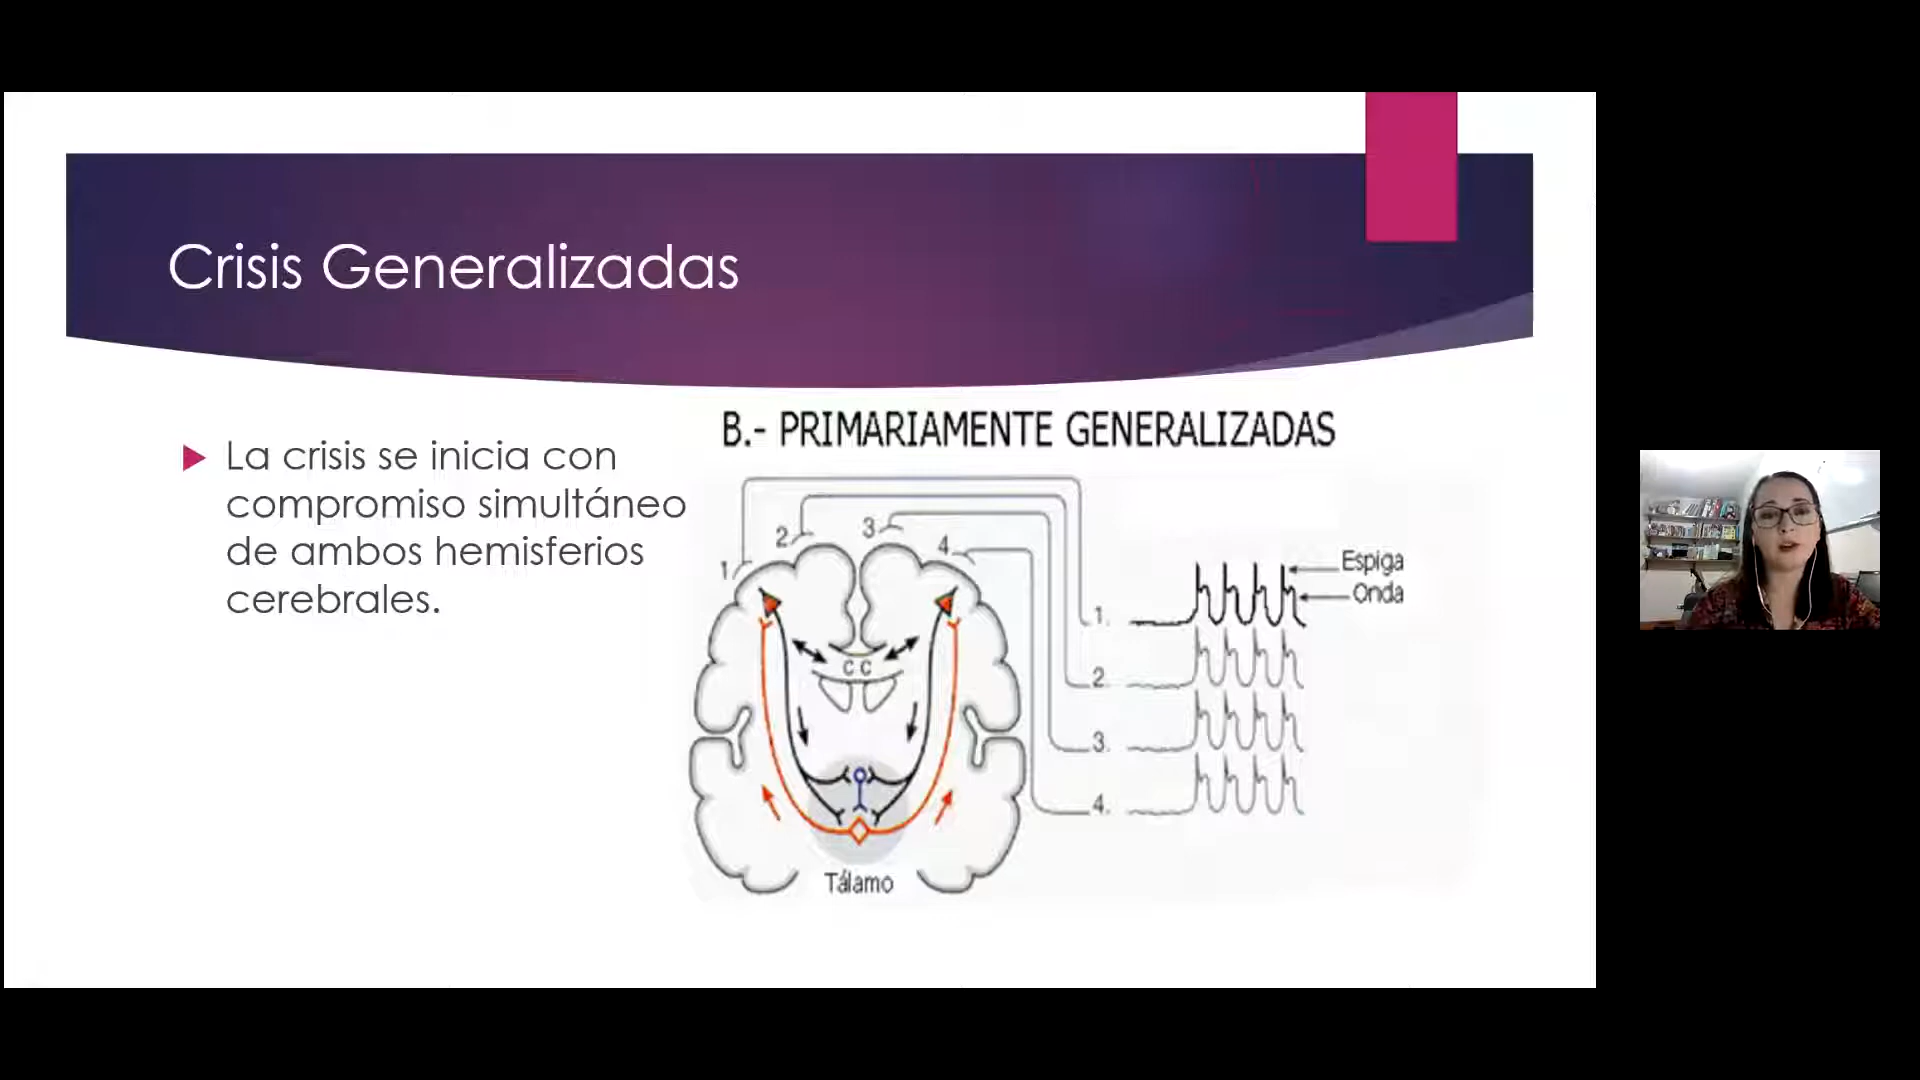 Crisis Generalizadas
La crisis se inicia con
compromiso simultáneo
de ambos hemisferios
cerebrales.
B.- PRIMARIAMENTE GENERALIZADAS
1
2
3
4
C C
Tálamo
1.
2.
3.
4.
Espiga
Onda